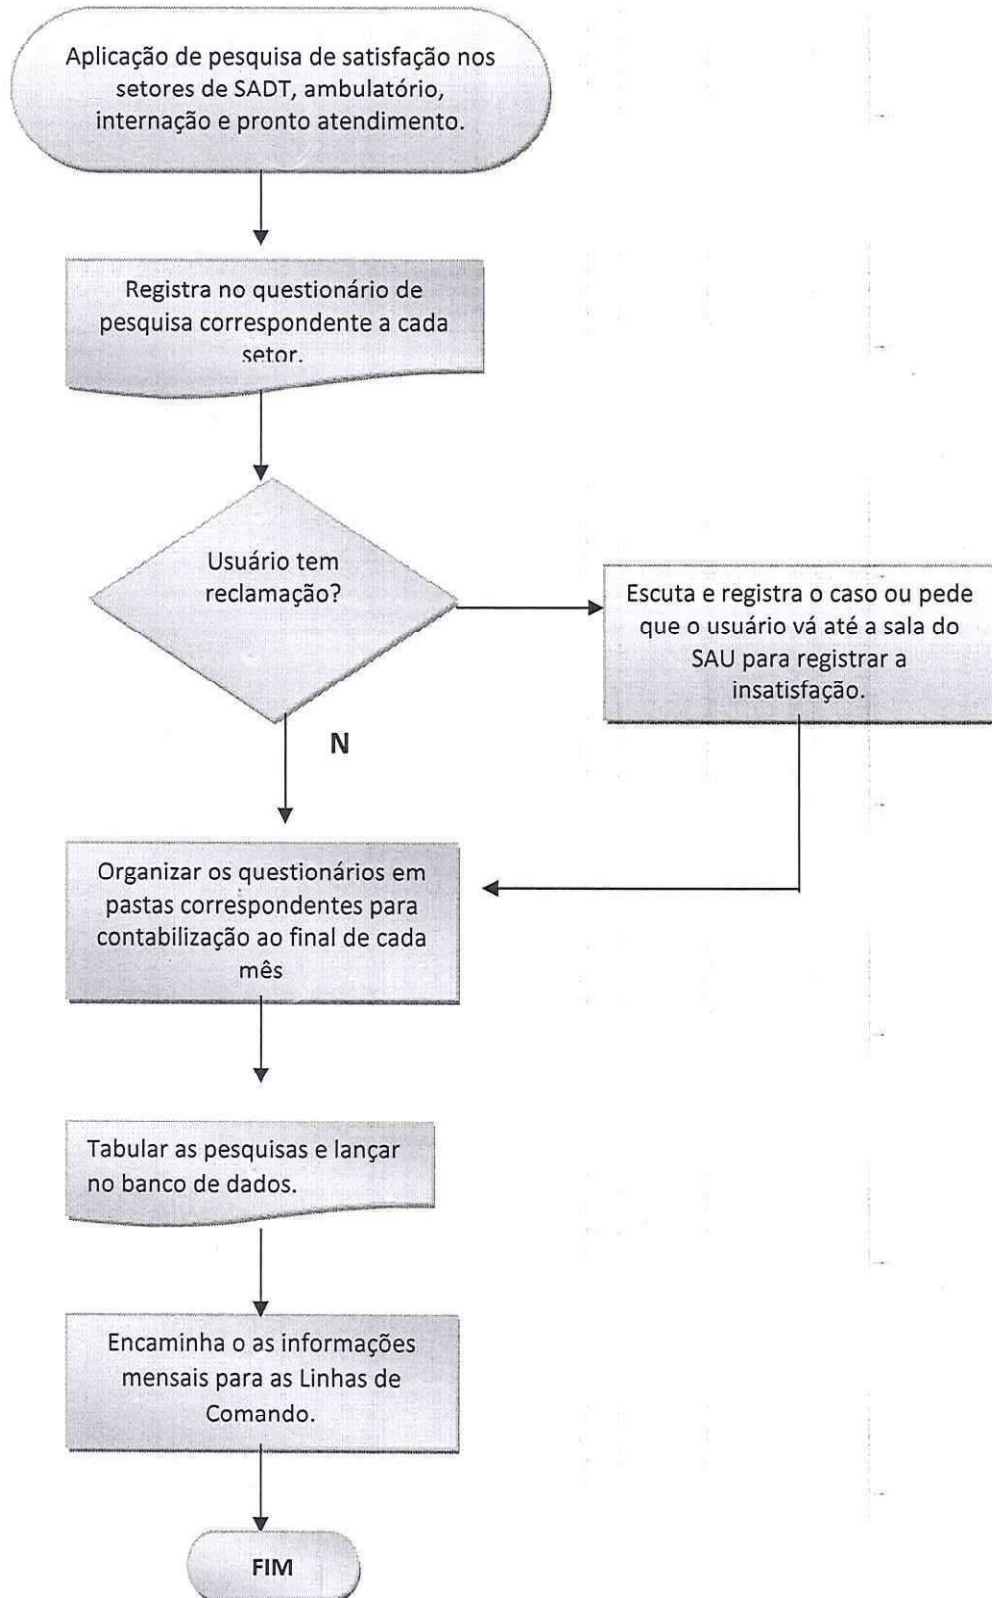 Aplicação de pesquisa de satisfação nos
setores de SADT, ambulatório,
internação e pronto atendimento.
Registra no questionário de
pesquisa correspondente a cada
setor.
Usuário tem
reclamação?
Escuta e registra o caso ou pede
que o usuário vá até a sala do
SAU para registrar a
insatisfação.
N
Organizar os questionários em
pastas correspondentes para
contabilização ao final de cada
mês
Tabular as pesquisas e lançar
no banco de dados.
Encaminha o as informações
mensais para as Linhas de
Comando.
FIM